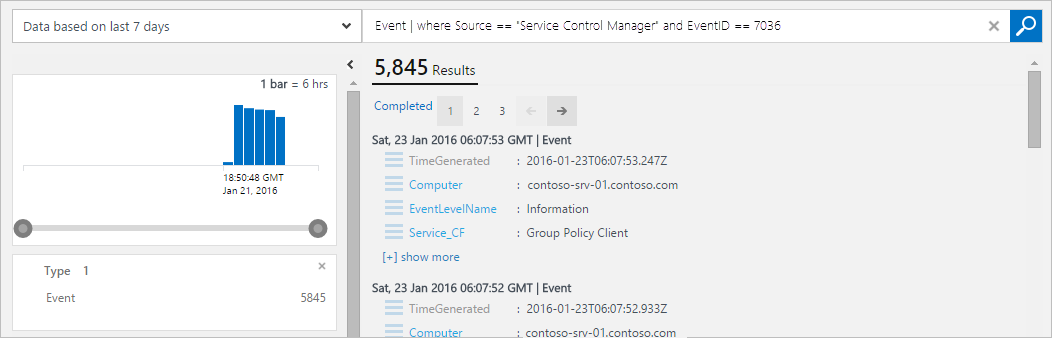 Data based on last 7 days
Event | where Source == "Service Control Manager" and EventID == 7036
1 bar = 6 hrs
18:50:48 GMT
Jan 21, 2016
Type 1
Event 5845
5,845 Results
Completed 1 2 3
Sat, 23 Jan 2016 06:07:53 GMT | Event
TimeGenerated : 2016-01-23T06:07:53.247Z
Computer : contoso-srv-01.contoso.com
EventLevelName : Information
Service_CF : Group Policy Client
[+] show more
Sat, 23 Jan 2016 06:07:52 GMT | Event
TimeGenerated : 2016-01-23T06:07:52.933Z
Computer : contoso-srv-01.contoso.com